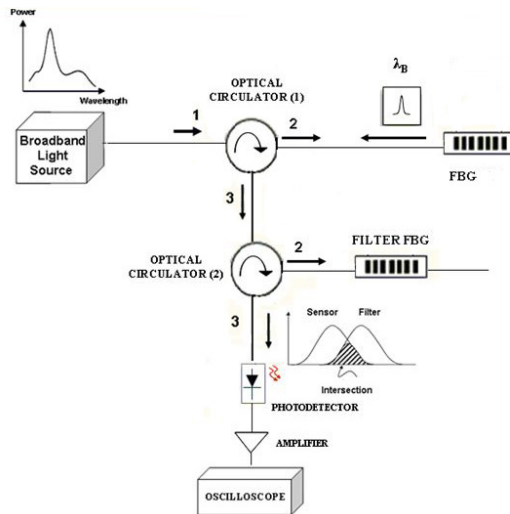 Power
Wavelength
Broadband
Light
Source
1
OPTICAL
CIRCULATOR (1)
2
λB
FBG
3
OPTICAL
CIRCULATOR (2)
2
FILTER FBG
3
Sensor Filter
Intersection
PHOTODETECTOR
AMPLIFIER
OSCILLOSCOPE